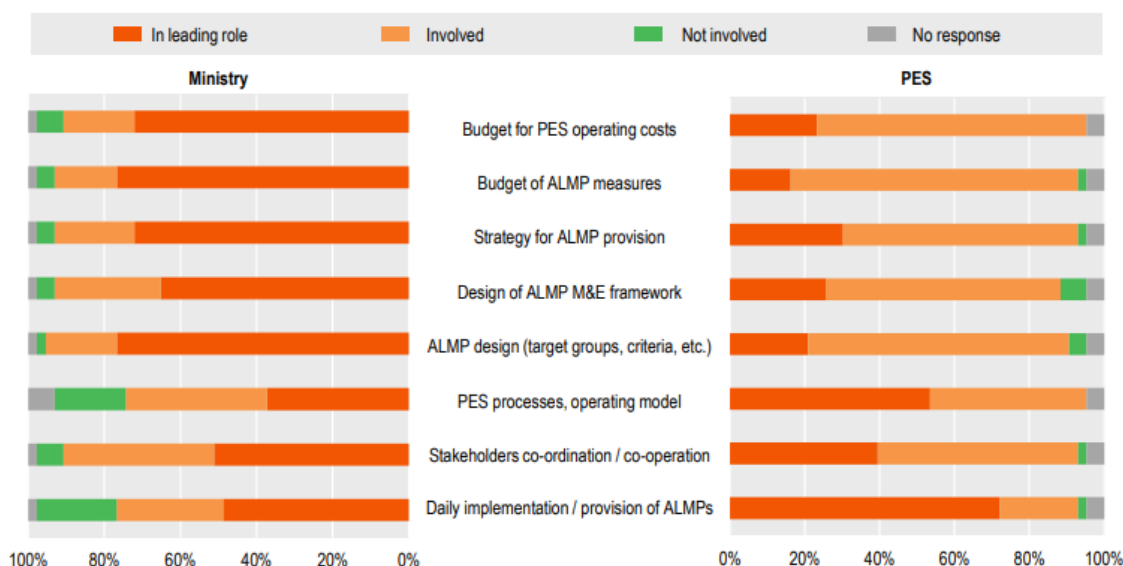 In leading role Involved Not involved No response
Ministry PES
Budget for PES operating costs
Budget of ALMP measures
Strategy for ALMP provision
Design of ALMP M&E framework
ALMP design (target groups, criteria, etc.)
PES processes, operating model
Stakeholders co-ordination / co-operation
Daily implementation / provision of ALMPs
100% 80% 60% 40% 20% 0% 0% 20% 40% 60% 80% 100%